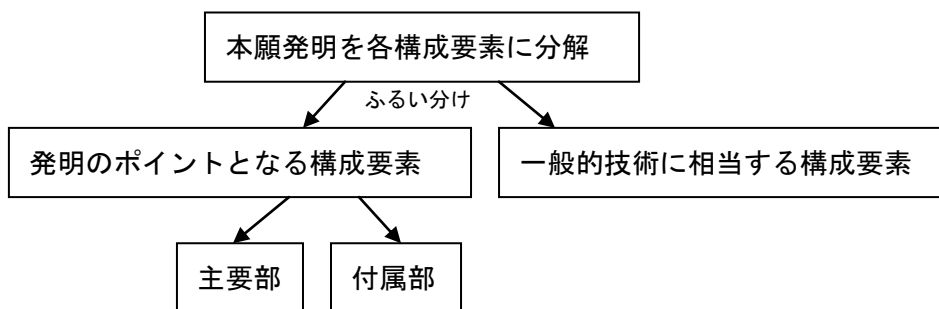 本願発明を各構成要素に分解
ふるい分け
発明のポイントとなる構成要素
一般的技術に相当する構成要素
主要部
付属部